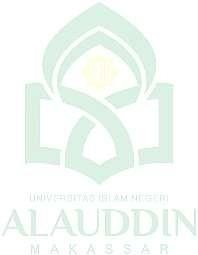 UNIVERSITAS ISLAM NEGERI
ALAUDDIN
MAKASSAR